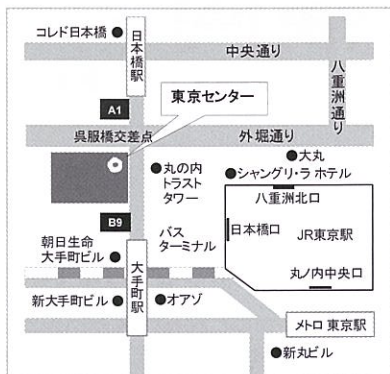 コレド日本橋
日本橋駅
中央通り
八重洲通り
A1
東京センター
呉服橋交差点
外堀通り
大丸
丸の内
トラスト
タワー
シャングリ・ラ ホテル
八重洲北口
B9
日本橋口
JR東京駅
朝日生命
大手町ビル
バス
ターミナル
大手町駅
丸ノ内中央口
新大手町ビル
オアゾ
メトロ 東京駅
新丸ビル